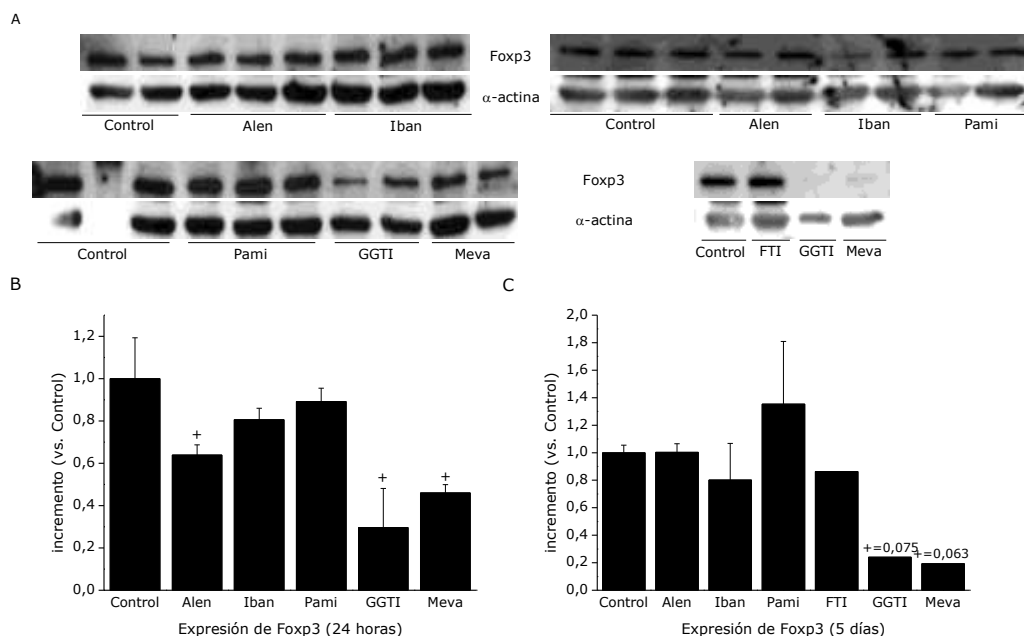 A
Foxp3
α-actina
Control Alen Iban
Control Alen Iban Pami
Foxp3
α-actina
Control Pami GGTI Meva
Control FTI GGTI Meva
B
incremento (vs. Control)
1,2
1,0
0,8
0,6
0,4
0,2
0,0
+
+
+
Control Alen Iban Pami GGTI Meva
Expresión de Foxp3 (24 horas)
C
incremento (vs. Control)
2,0
1,8
1,6
1,4
1,2
1,0
0,8
0,6
0,4
0,2
0,0
+=0,075
+=0,063
Control Alen Iban Pami FTI GGTI Meva
Expresión de Foxp3 (5 días)